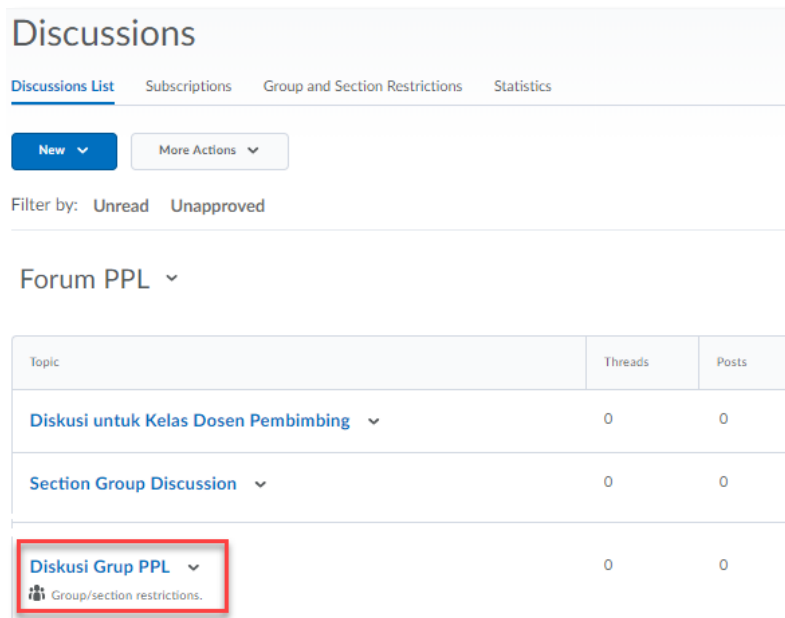 Discussions
Discussions List Subscriptions Group and Section Restrictions Statistics
New More Actions
Filter by: Unread Unapproved
Forum PPL
Topic Threads Posts
Diskusi untuk Kelas Dosen Pembimbing 0 0
Section Group Discussion 0 0
Diskusi Grup PPL 0 0
Group/section restrictions.